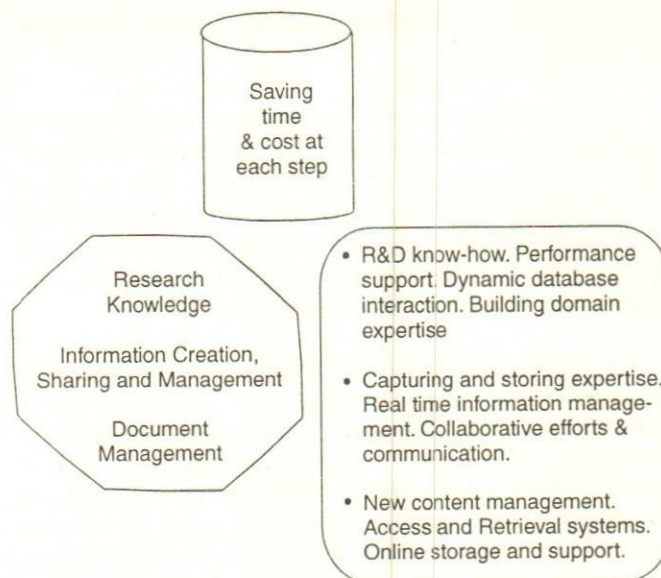 Saving
time
& cost at
each step
Research
Knowledge
Information Creation,
Sharing and Management
Document
Management
• R&D know-how. Performance
support. Dynamic database
interaction. Building domain
expertise
• Capturing and storing expertise.
Real time information manage-
ment. Collaborative efforts &
communication.
• New content management.
Access and Retrieval systems.
Online storage and support.